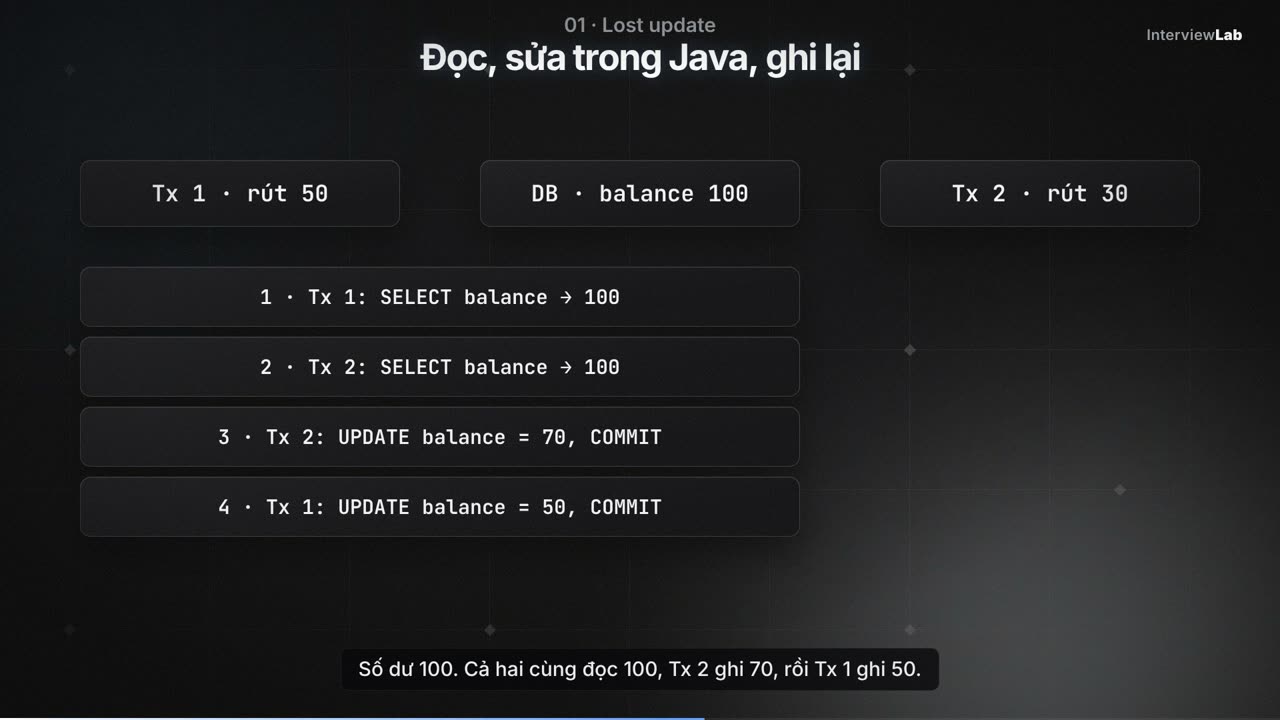 01 · Lost update
InterviewLab
Đọc, sửa trong Java, ghi lại
Tx 1 · rút 50
DB · balance 100
Tx 2 · rút 30
1 · Tx 1: SELECT balance → 100
2 · Tx 2: SELECT balance → 100
3 · Tx 2: UPDATE balance = 70, COMMIT
4 · Tx 1: UPDATE balance = 50, COMMIT
Số dư 100. Cả hai cùng đọc 100, Tx 2 ghi 70, rồi Tx 1 ghi 50.